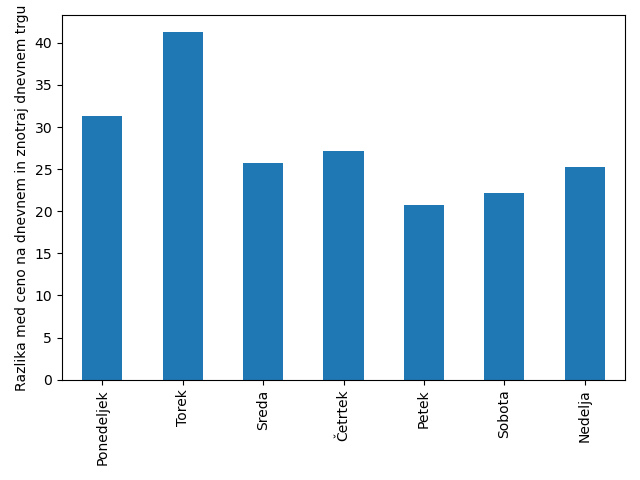 Razlika med ceno na dnevnem in znotraj dnevnem trgu
40
35
30
25
20
15
10
5
0
Ponedeljek
Torek
Sreda
Četrtek
Petek
Sobota
Nedelja